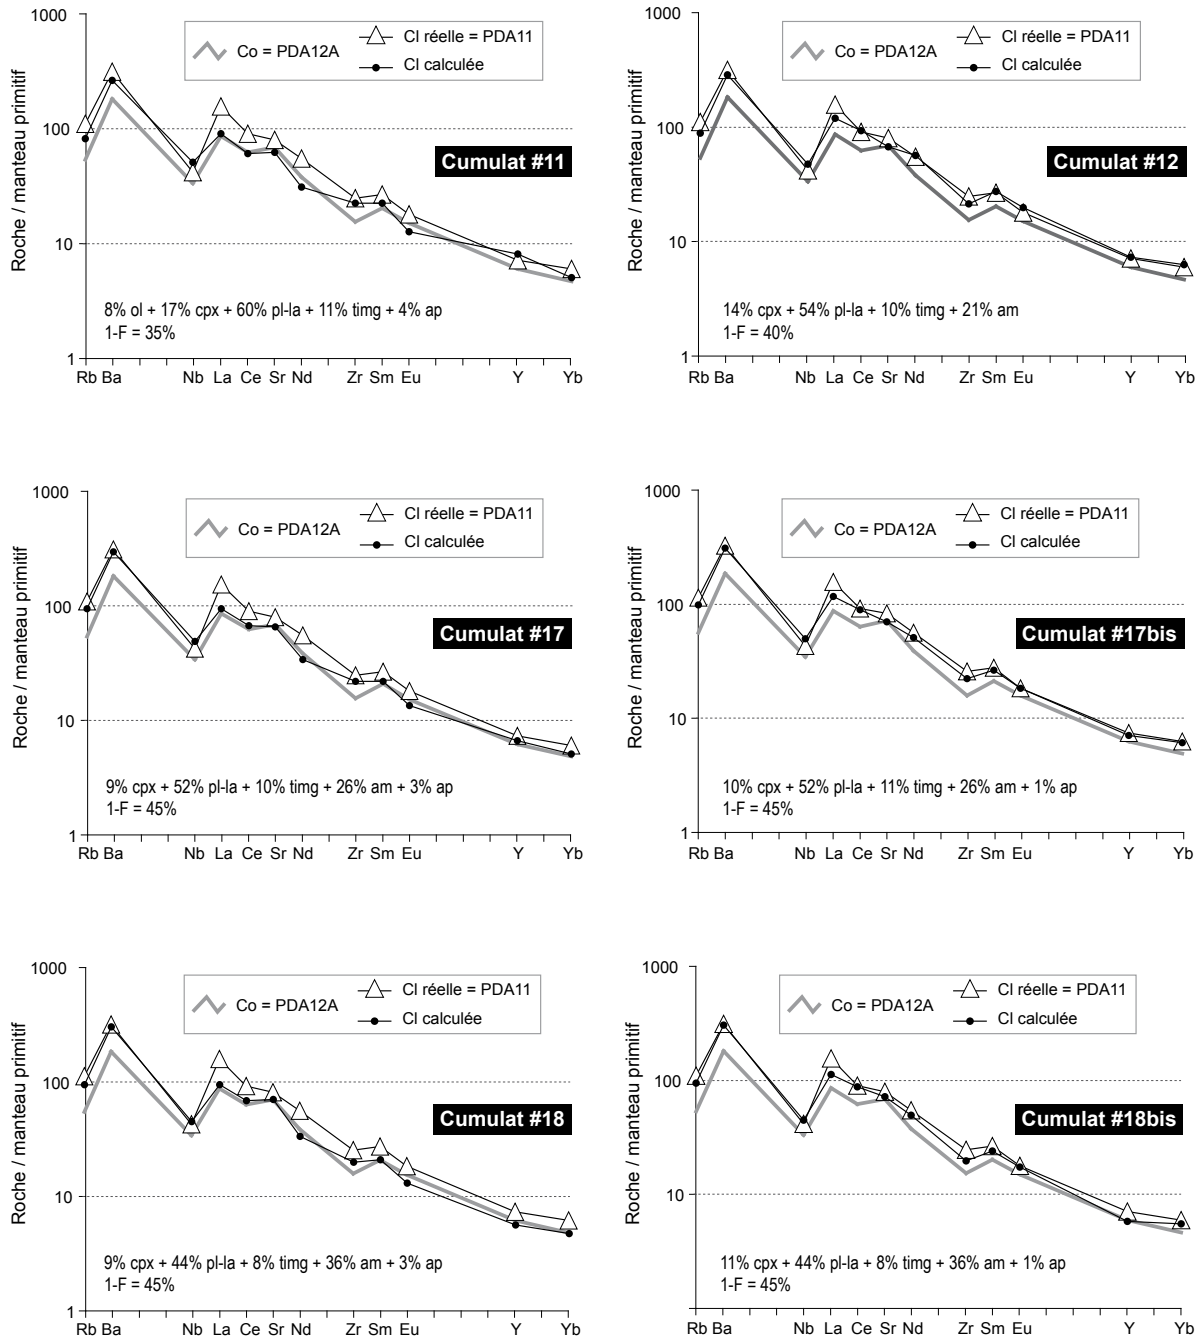 1000
100
10
1
Roche / manteau primitif
Co = PDA12A
Cl réelle = PDA11
Cl calculée
Cumulat #11
8% ol + 17% cpx + 60% pl-la + 11% timg + 4% ap
1-F = 35%
Rb Ba Nb La Ce Sr Nd Zr Sm Eu Y Yb
1000
100
10
1
Roche / manteau primitif
Co = PDA12A
Cl réelle = PDA11
Cl calculée
Cumulat #12
14% cpx + 54% pl-la + 10% timg + 21% am
1-F = 40%
Rb Ba Nb La Ce Sr Nd Zr Sm Eu Y Yb
1000
100
10
1
Roche / manteau primitif
Co = PDA12A
Cl réelle = PDA11
Cl calculée
Cumulat #17
9% cpx + 52% pl-la + 10% timg + 26% am + 3% ap
1-F = 45%
Rb Ba Nb La Ce Sr Nd Zr Sm Eu Y Yb
1000
100
10
1
Roche / manteau primitif
Co = PDA12A
Cl réelle = PDA11
Cl calculée
Cumulat #17bis
10% cpx + 52% pl-la + 11% timg + 26% am + 1% ap
1-F = 45%
Rb Ba Nb La Ce Sr Nd Zr Sm Eu Y Yb
1000
100
10
1
Roche / manteau primitif
Co = PDA12A
Cl réelle = PDA11
Cl calculée
Cumulat #18
9% cpx + 44% pl-la + 8% timg + 36% am + 3% ap
1-F = 45%
Rb Ba Nb La Ce Sr Nd Zr Sm Eu Y Yb
1000
100
10
Roche / manteau primitif
Co = PDA12A
Cl réelle = PDA11
Cl calculée
Cumulat #18bis
11% cpx + 44% pl-la + 8% timg + 36% am + 1% ap
1-F = 45%
Rb Ba Nb La Ce Sr Nd Zr Sm Eu Y Yb